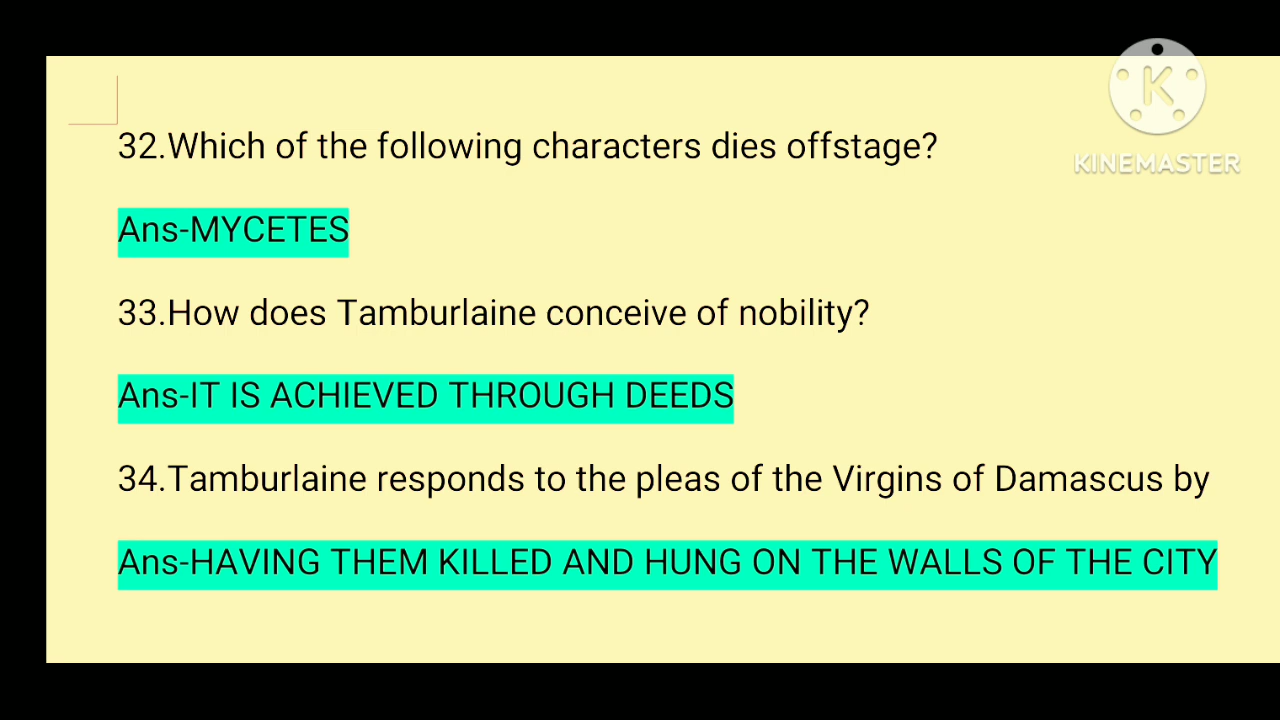 KINEMASTER
32.Which of the following characters dies offstage?
Ans-MYCETES
33.How does Tamburlaine conceive of nobility?
Ans-IT IS ACHIEVED THROUGH DEEDS
34.Tamburlaine responds to the pleas of the Virgins of Damascus by
Ans-HAVING THEM KILLED AND HUNG ON THE WALLS OF THE CITY